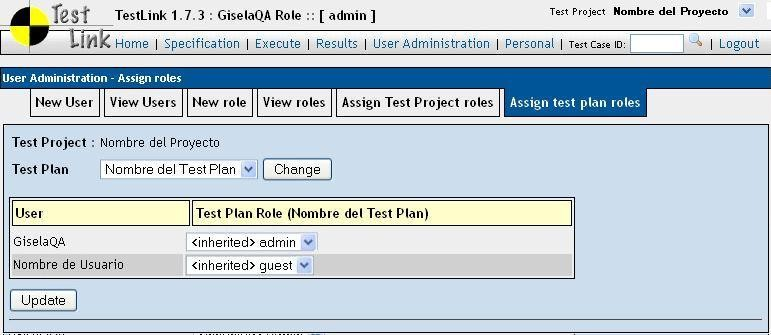 Test Link
TestLink 1.7.3 : GiselaQA Role :: [ admin ]
Test Project Nombre del Proyecto
Home | Specification | Execute | Results | User Administration | Personal | Test Case ID: | Logout
User Administration - Assign roles
New User View Users New role View roles Assign Test Project roles Assign test plan roles
Test Project : Nombre del Proyecto
Test Plan Nombre del Test Plan Change
User Test Plan Role (Nombre del Test Plan)
GiselaQA <inherited> admin
Nombre de Usuario <inherited> guest
Update